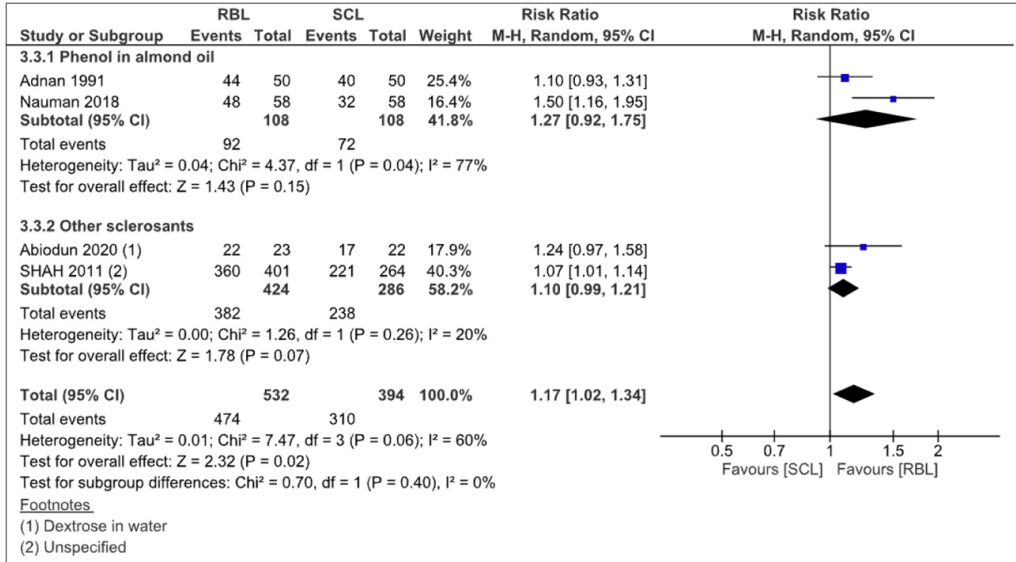 RBL SCL Risk Ratio Risk Ratio
Study or Subgroup Events Total Events Total Weight M-H, Random, 95% CI M-H, Random, 95% CI
3.3.1 Phenol in almond oil
Adnan 1991 44 50 40 50 25.4% 1.10 [0.93, 1.31]
Nauman 2018 48 58 32 58 16.4% 1.50 [1.16, 1.95]
Subtotal (95% CI) 108 108 41.8% 1.27 [0.92, 1.75]
Total events 92 72
Heterogeneity: Tau² = 0.04; Chi² = 4.37, df = 1 (P = 0.04); I² = 77%
Test for overall effect: Z = 1.43 (P = 0.15)
3.3.2 Other sclerosants
Abiodun 2020 (1) 22 23 17 22 17.9% 1.24 [0.97, 1.58]
SHAH 2011 (2) 360 401 221 264 40.3% 1.07 [1.01, 1.14]
Subtotal (95% CI) 424 286 58.2% 1.10 [0.99, 1.21]
Total events 382 238
Heterogeneity: Tau² = 0.00; Chi² = 1.26, df = 1 (P = 0.26); I² = 20%
Test for overall effect: Z = 1.78 (P = 0.07)
Total (95% CI) 532 394 100.0% 1.17 [1.02, 1.34]
Total events 474 310
Heterogeneity: Tau² = 0.01; Chi² = 7.47, df = 3 (P = 0.06); I² = 60%
Test for overall effect: Z = 2.32 (P = 0.02)
Test for subgroup differences: Chi² = 0.70, df = 1 (P = 0.40), I² = 0%
0.5 0.7 1 1.5 2
Favours [SCL] Favours [RBL]
Footnotes
(1) Dextrose in water
(2) Unspecified